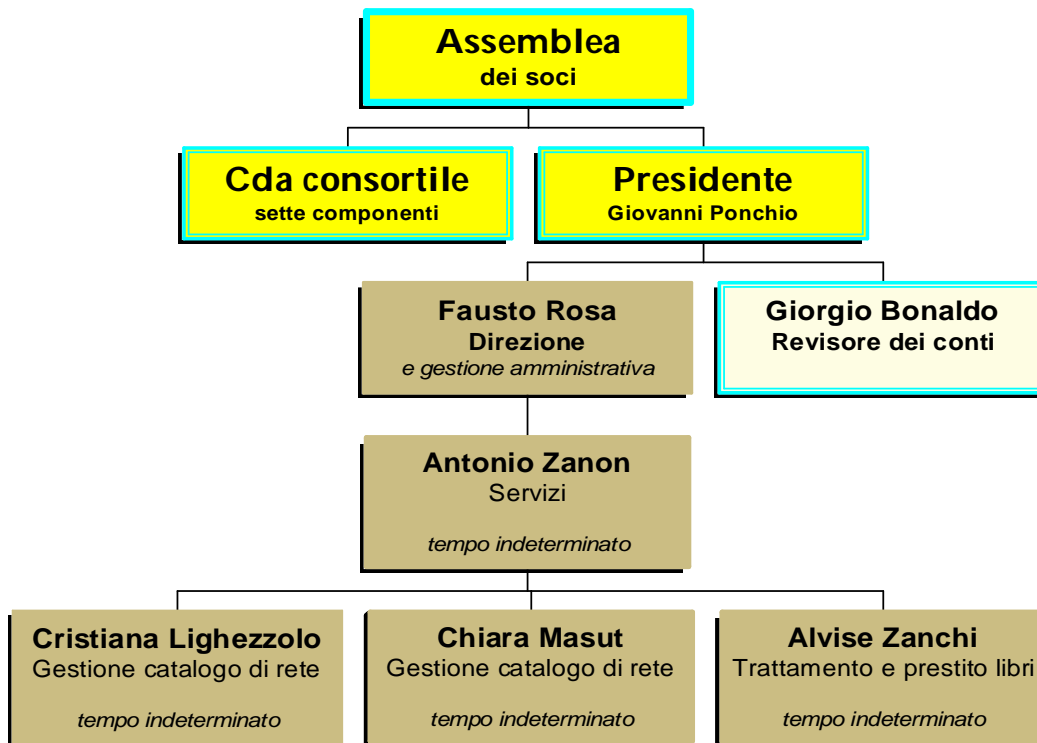 Assemblea
dei soci
Cda consortile
sette componenti
Presidente
Giovanni Ponchio
Fausto Rosa
Direzione
e gestione amministrativa
Giorgio Bonaldo
Revisore dei conti
Antonio Zanon
Servizi
tempo indeterminato
Cristiana Lighezzolo
Gestione catalogo di rete
tempo indeterminato
Chiara Masut
Gestione catalogo di rete
tempo indeterminato
Alvise Zanchi
Trattamento e prestito libri
tempo indeterminato